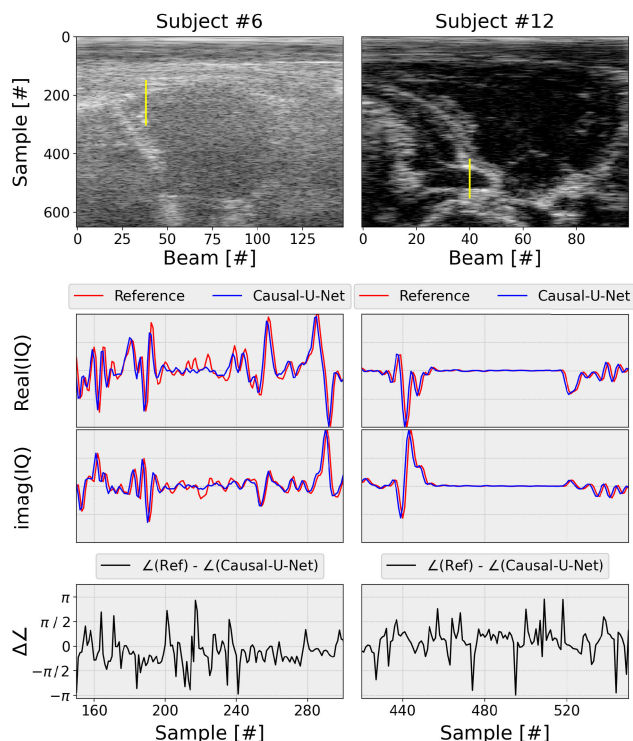 Subject #6 Subject #12
0
200
400
600
Sample [#]
0 25 50 75 100 125 0 20 40 60 80
Beam [#] Beam [#]
Reference Causal-U-Net Reference Causal-U-Net
Real(IQ)
imag(IQ)
∠(Ref) - ∠(Causal-U-Net) ∠(Ref) - ∠(Causal-U-Net)
π
π / 2
0
−π / 2
−π
Δ∠
160 200 240 280 440 480 520
Sample [#] Sample [#]